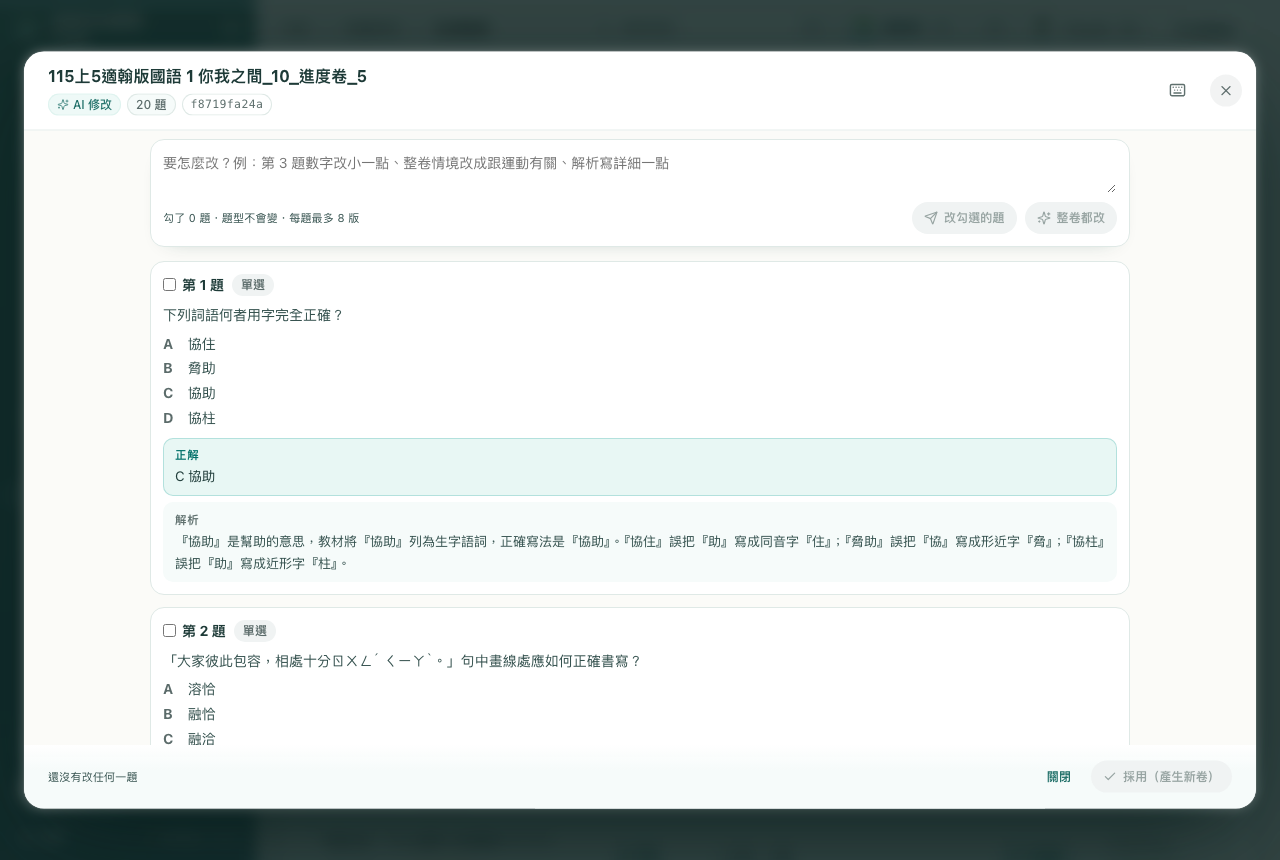 115上5適翰版國語 1 你我之間_10_進度卷_5
AI 修改
20 題
f8719fa24a
要怎麼改？例：第 3 題數字改小一點、整卷情境改成跟運動有關、解析寫詳細一點
勾了 0 題 · 題型不會變 · 每題最多 8 版
改勾選的題
整卷都改
第 1 題 單選
下列詞語何者用字完全正確？
A 協住
B 脅助
C 協助
D 協柱
正解
C 協助
解析
『協助』是幫助的意思，教材將『協助』列為生字語詞，正確寫法是『協助』。『協住』誤把『助』寫成同音字『住』；『脅助』誤把『協』寫成形近字『脅』；『協柱』
誤把『助』寫成近形字『柱』。
第 2 題 單選
「大家彼此包容，相處十分ㄖㄨㄥˊ ㄑㄧㄚˋ。」句中畫線處應如何正確書寫？
A 溶恰
B 融恰
C 融洽
還沒有改任何一題
關閉
採用（產生新卷）